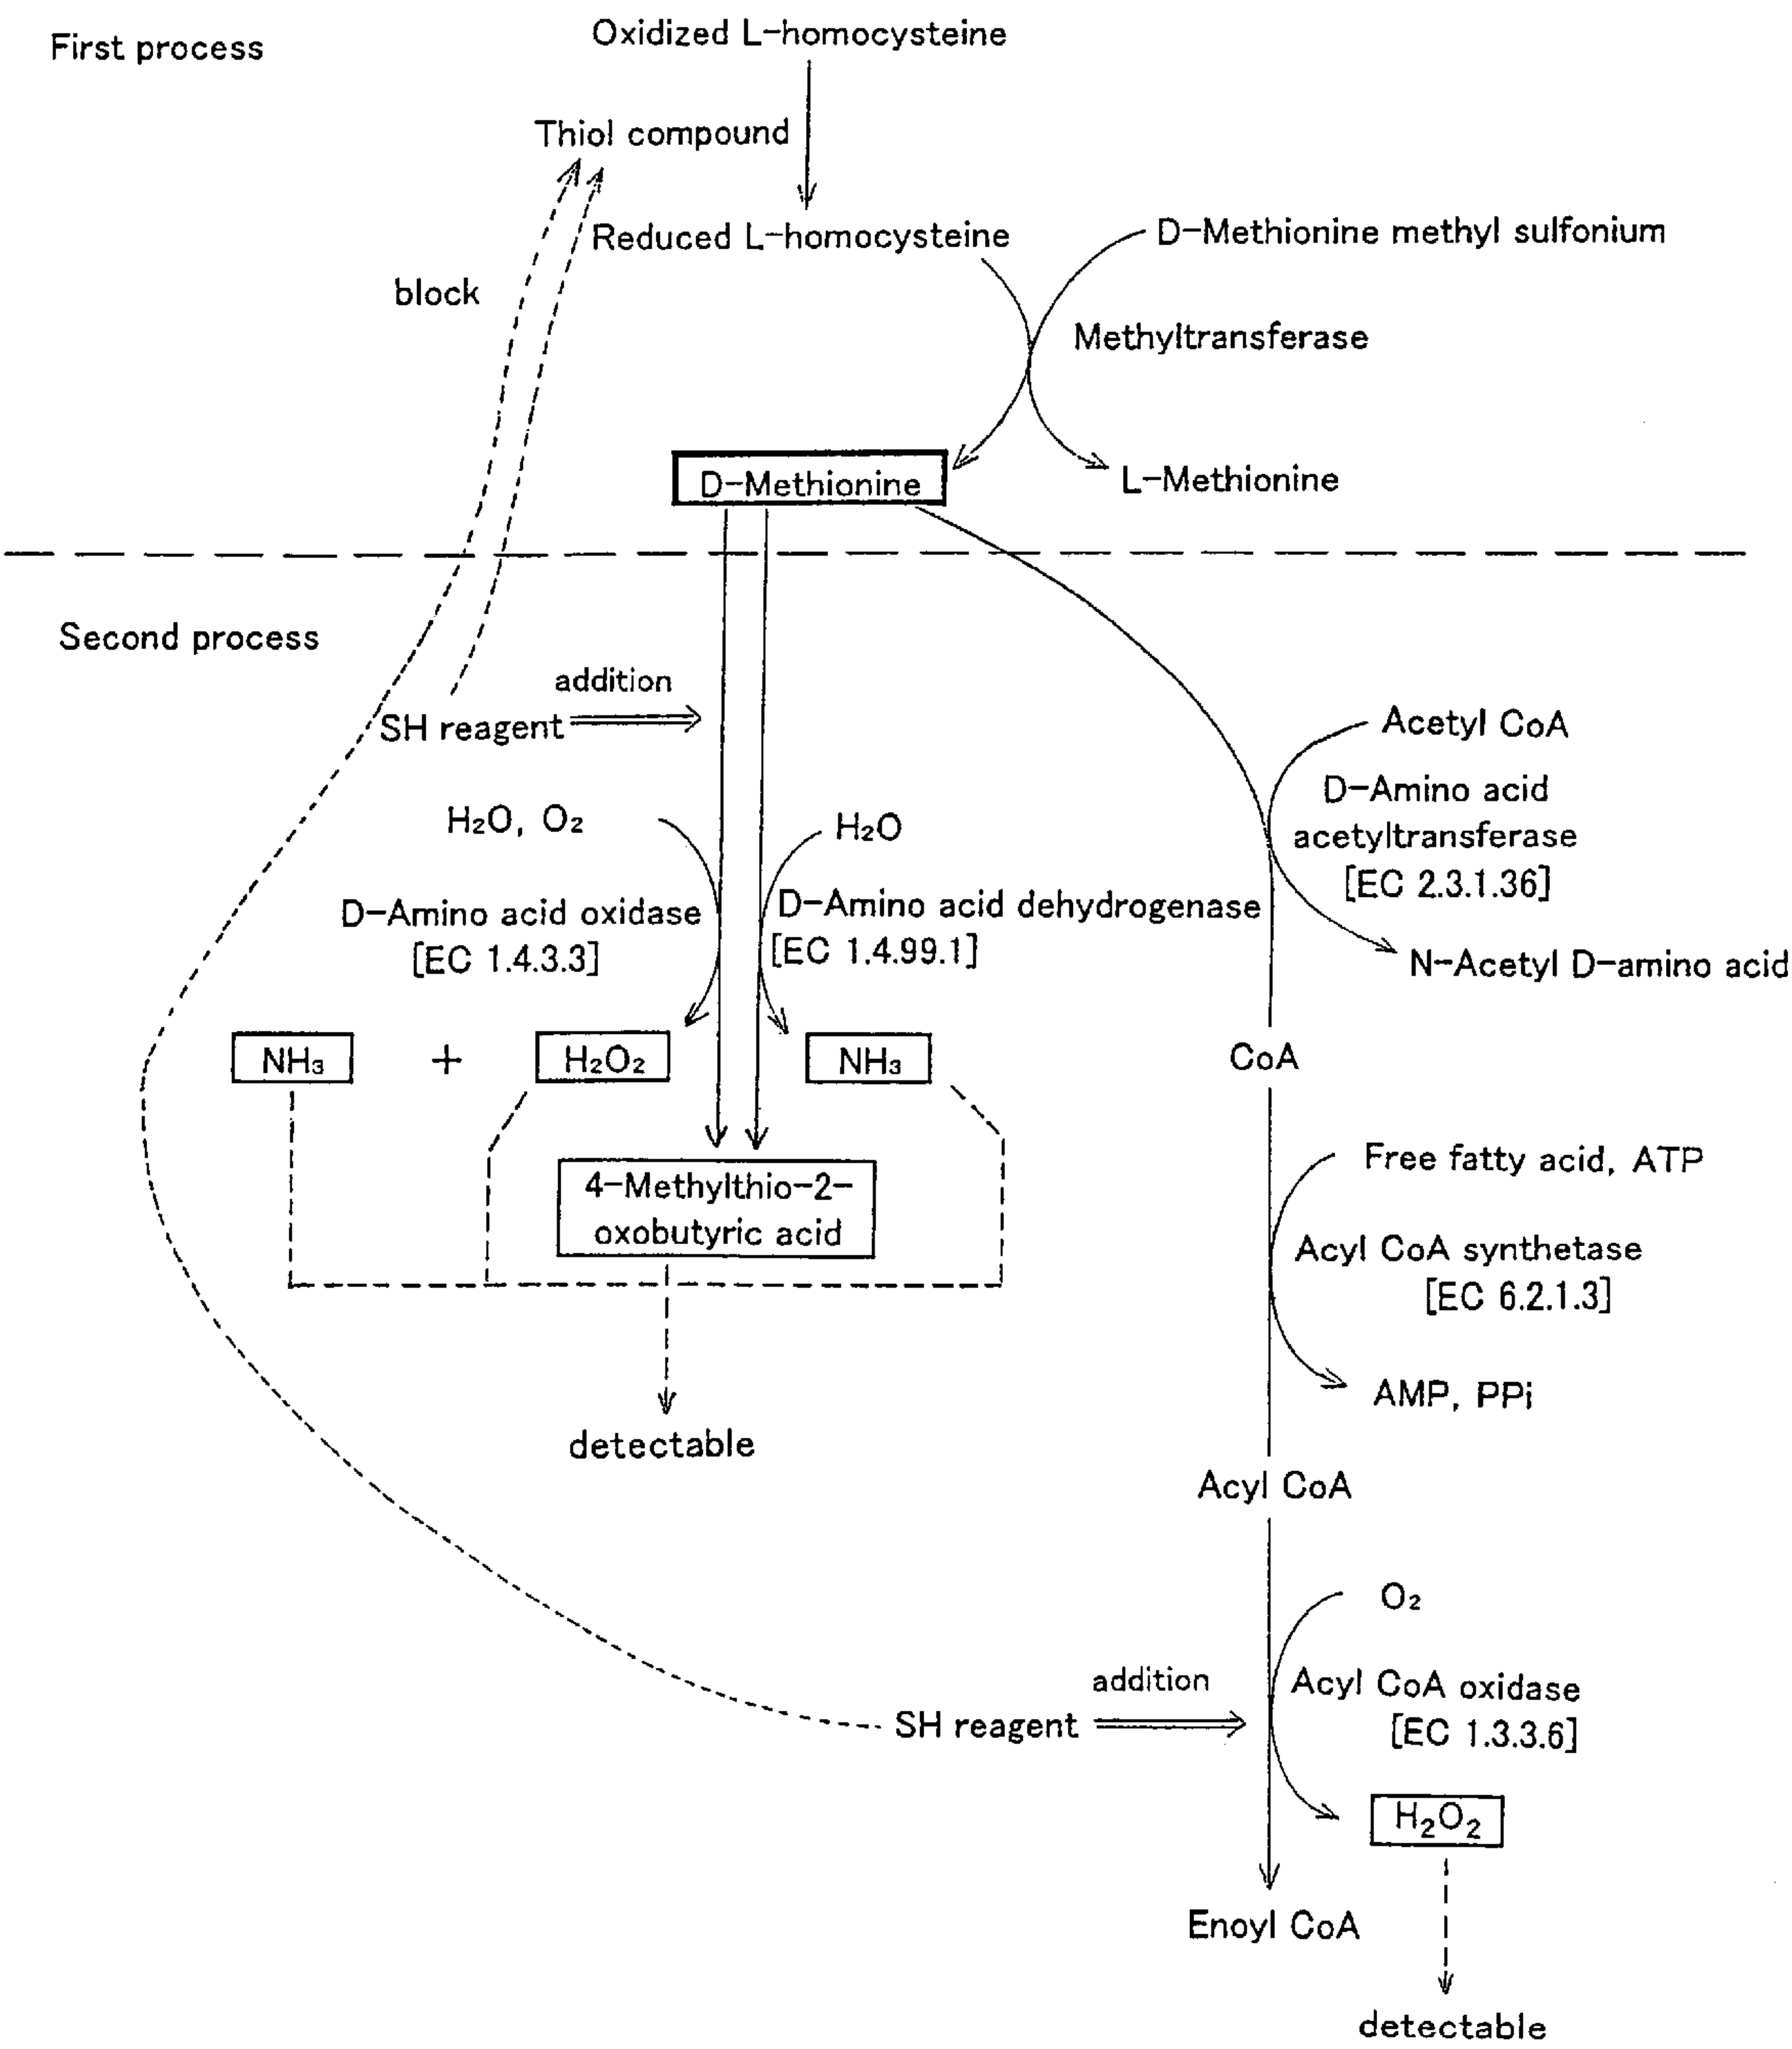 First process
Oxidized L-homocysteine
Thiol compound
Reduced L-homocysteine
D-Methionine methyl sulfonium
block
Methyltransferase
D-Methionine
L-Methionine
Second process
addition
SH reagent
Acetyl CoA
D-Amino acid
acetyltransferase
[EC 2.3.1.36]
H₂O, O₂
H₂O
D-Amino acid oxidase
[EC 1.4.3.3]
D-Amino acid dehydrogenase
[EC 1.4.99.1]
N-Acetyl D-amino acid
NH₃ + H₂O₂
NH₃
CoA
4-Methylthio-2-
oxobutyric acid
Free fatty acid, ATP
Acyl CoA synthetase
[EC 6.2.1.3]
AMP, PPi
detectable
Acyl CoA
O₂
addition
SH reagent
Acyl CoA oxidase
[EC 1.3.3.6]
H₂O₂
Enoyl CoA
detectable